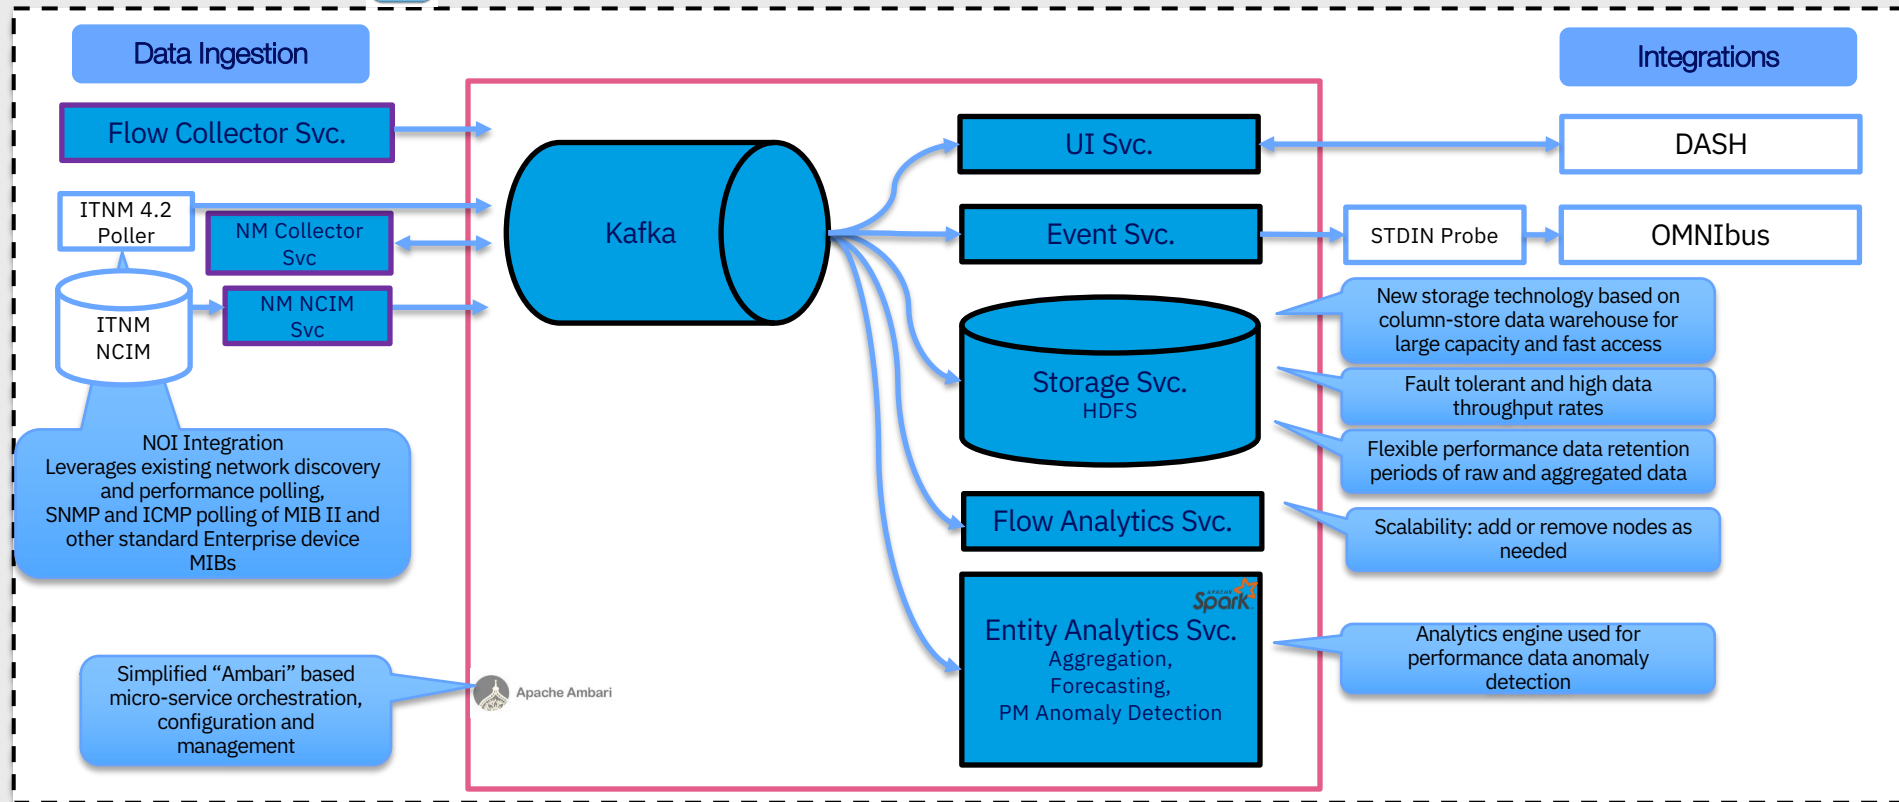 Data Ingestion
Integrations
Flow Collector Svc.
ITNM 4.2
Poller
NM Collector
Svc
ITNM
NCIM
NM NCIM
Svc
NOI Integration
Leverages existing network discovery
and performance polling,
SNMP and ICMP polling of MIB II and
other standard Enterprise device
MIBs
Simplified “Ambari” based
micro-service orchestration,
configuration and
management
Apache Ambari
Kafka
UI Svc.
Event Svc.
Storage Svc.
HDFS
Flow Analytics Svc.
APACHE
Spark
Entity Analytics Svc.
Aggregation,
Forecasting,
PM Anomaly Detection
DASH
STDIN Probe
OMNIbus
New storage technology based on
column-store data warehouse for
large capacity and fast access
Fault tolerant and high data
throughput rates
Flexible performance data retention
periods of raw and aggregated data
Scalability: add or remove nodes as
needed
Analytics engine used for
performance data anomaly
detection